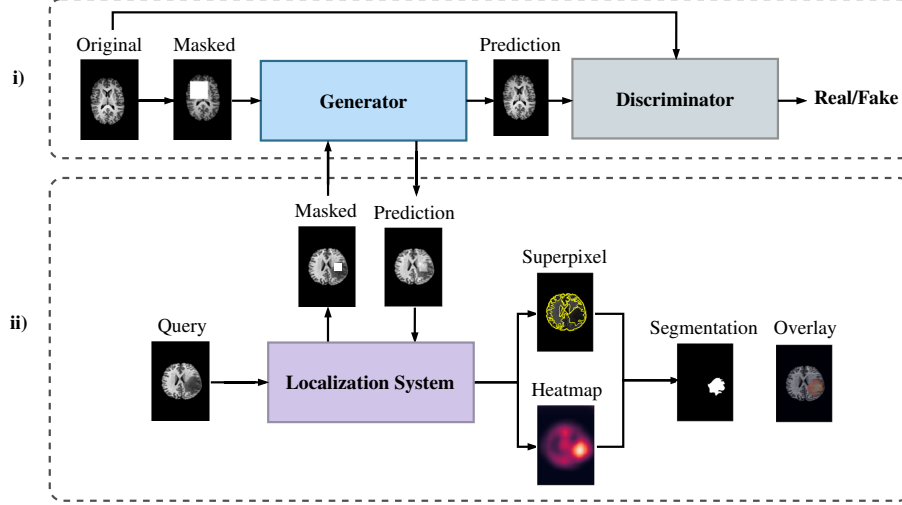 i)
Original
Masked
Generator
Prediction
Discriminator
Real/Fake
ii)
Masked
Prediction
Query
Localization System
Superpixel
Heatmap
Segmentation
Overlay